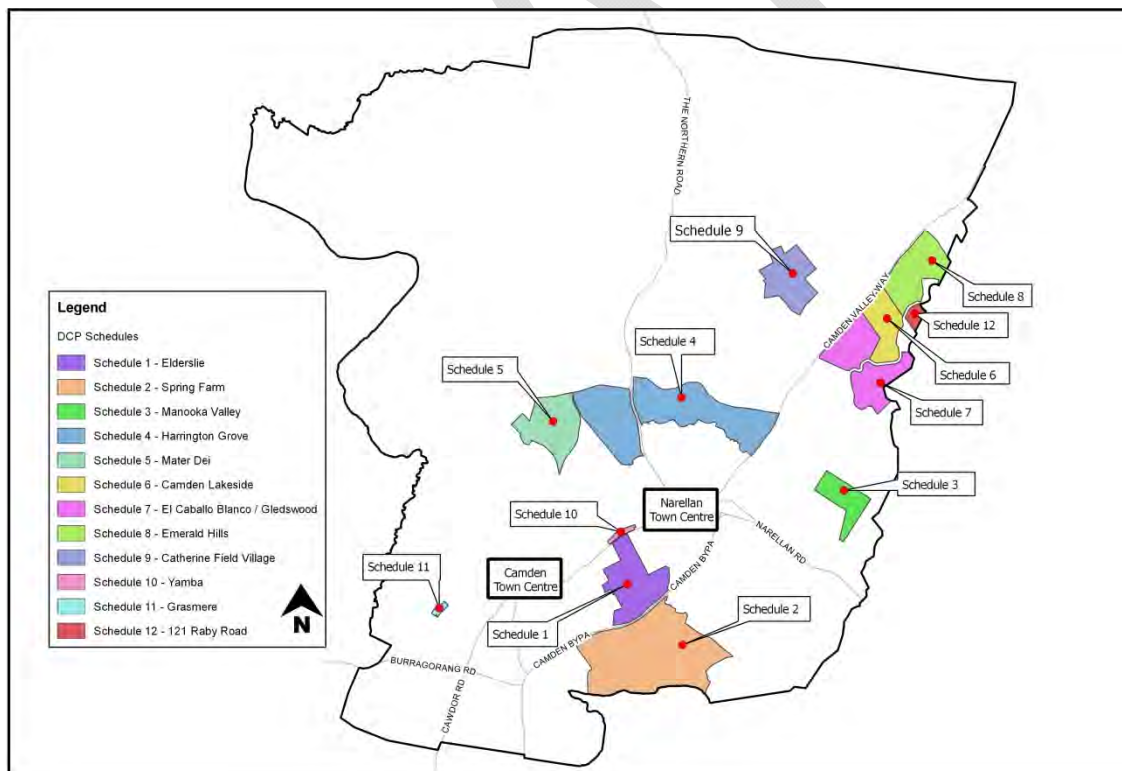 THE NORTHERN ROAD
Schedule 9
CAMDEN VALLEY WAY
Schedule 8
Schedule 12
Schedule 6
Schedule 7
Schedule 4
Schedule 5
Schedule 3
Narellan
Town Centre
NARELLAN RD
Schedule 10
Schedule 11
Camden
Town Centre
CAMDEN BYPA
Schedule 1
CAMDEN BYPA
Schedule 2
BURRAGORANG RD
CAWDOR RD
Legend
DCP Schedules
Schedule 1 - Elderslie
Schedule 2 - Spring Farm
Schedule 3 - Manooka Valley
Schedule 4 - Harrington Grove
Schedule 5 - Mater Dei
Schedule 6 - Camden Lakeside
Schedule 7 - El Caballo Blanco / Gledswood
Schedule 8 - Emerald Hills
Schedule 9 - Catherine Field Village
Schedule 10 - Yamba
Schedule 11 - Grasmere
Schedule 12 - 121 Raby Road
N